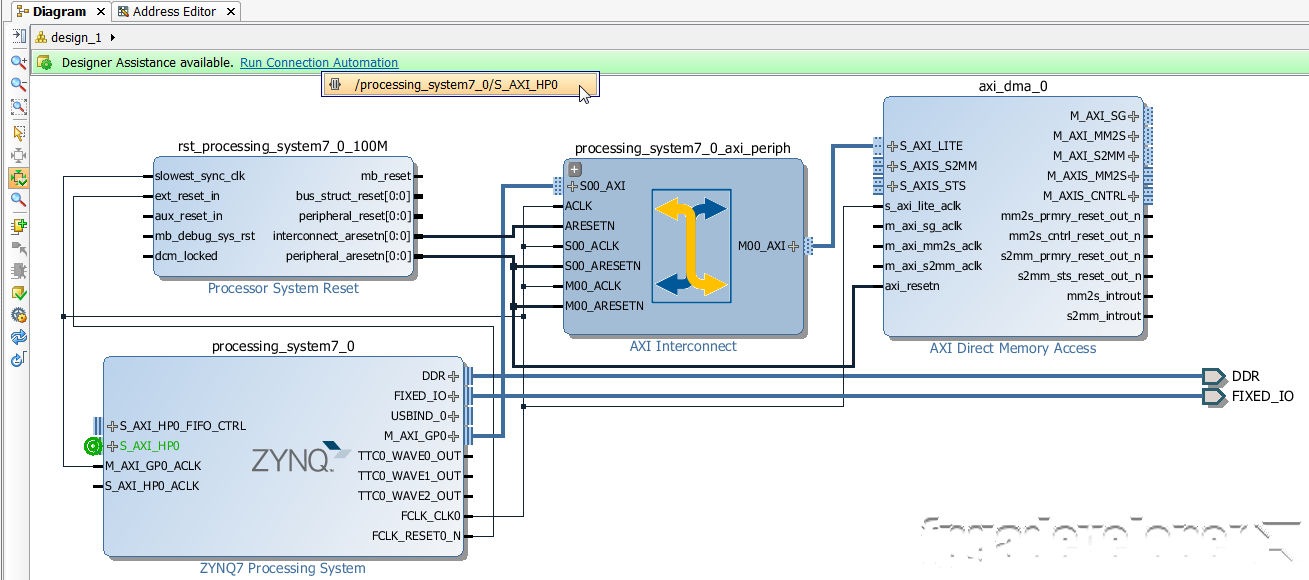 Diagram × Address Editor ×
design_1
Designer Assistance available. Run Connection Automation
/processing_system7_0/S_AXI_HP0
rst_processing_system7_0_100M
slowest_sync_clk mb_reset
ext_reset_in bus_struct_reset[0:0]
aux_reset_in peripheral_reset[0:0]
mb_debug_sys_rst interconnect_aresetn[0:0]
dcm_locked peripheral_aresetn[0:0]
Processor System Reset
processing_system7_0_axi_periph
S00_AXI
ACLK
ARESETN
S00_ACLK M00_AXI
S00_ARESETN
M00_ACLK
M00_ARESETN
AXI Interconnect
axi_dma_0
M_AXI_SG
M_AXI_MM2S
S_AXI_LITE M_AXI_S2MM
S_AXIS_S2MM M_AXIS_MM2S
S_AXIS_STS M_AXIS_CNTRL
s_axi_lite_aclk mm2s_prmry_reset_out_n
m_axi_sg_aclk mm2s_cntrl_reset_out_n
m_axi_mm2s_aclk s2mm_prmry_reset_out_n
m_axi_s2mm_aclk s2mm_sts_reset_out_n
axi_resetn mm2s_introut
s2mm_introut
AXI Direct Memory Access
processing_system7_0
DDR
FIXED_IO
USBIND_0
S_AXI_HP0_FIFO_CTRL M_AXI_GP0
S_AXI_HP0 TTC0_WAVE0_OUT
M_AXI_GP0_ACLK TTC0_WAVE1_OUT
S_AXI_HP0_ACLK TTC0_WAVE2_OUT
FCLK_CLK0
FCLK_RESET0_N
ZYNQ
ZYNQ7 Processing System
DDR
FIXED_IO